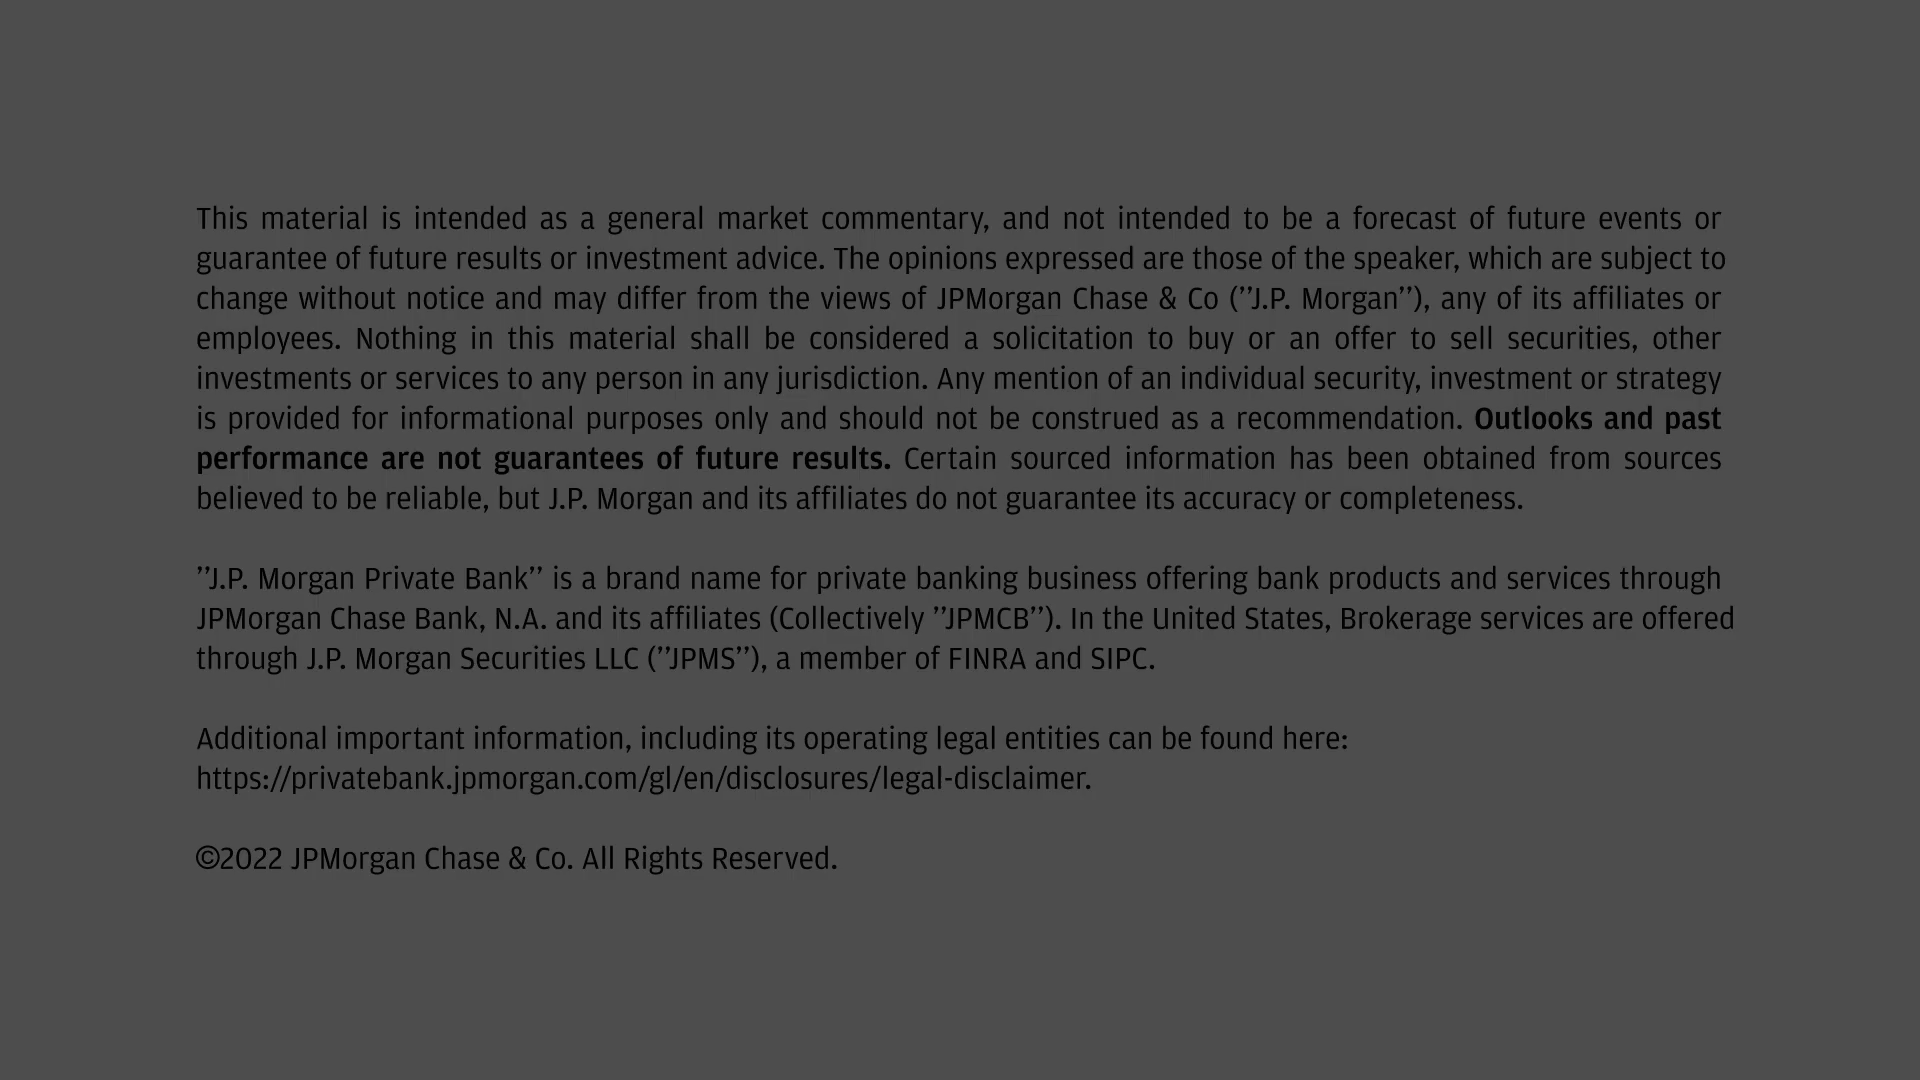 This material is intended as a general market commentary, and not intended to be a forecast of future events or
guarantee of future results or investment advice. The opinions expressed are those of the speaker, which are subject to
change without notice and may differ from the views of JPMorgan Chase & Co (”J.P. Morgan”), any of its affiliates or
employees. Nothing in this material shall be considered a solicitation to buy or an offer to sell securities, other
investments or services to any person in any jurisdiction. Any mention of an individual security, investment or strategy
is provided for informational purposes only and should not be construed as a recommendation. Outlooks and past
performance are not guarantees of future results. Certain sourced information has been obtained from sources
believed to be reliable, but J.P. Morgan and its affiliates do not guarantee its accuracy or completeness.
”J.P. Morgan Private Bank” is a brand name for private banking business offering bank products and services through
JPMorgan Chase Bank, N.A. and its affiliates (Collectively ”JPMCB”). In the United States, Brokerage services are offered
through J.P. Morgan Securities LLC (”JPMS”), a member of FINRA and SIPC.
Additional important information, including its operating legal entities can be found here:
https://privatebank.jpmorgan.com/gl/en/disclosures/legal-disclaimer.
©2022 JPMorgan Chase & Co. All Rights Reserved.